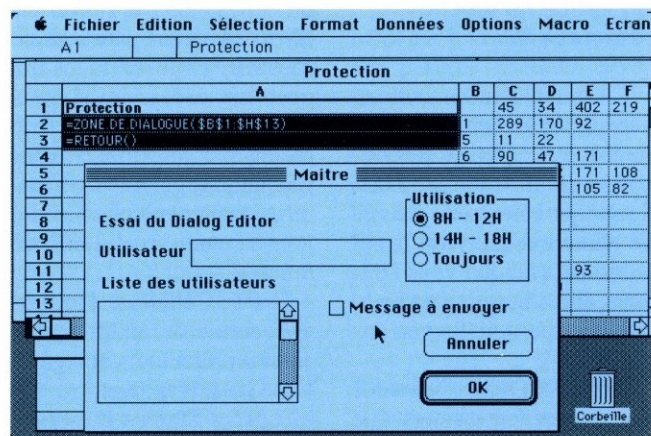 Fichier Edition Sélection Format Données Options Macro Ecran
A1 Protection
Protection
A B C D E F
1 Protection 45 34 402 219
2 =ZONE DE DIALOGUE($B$1:$H$13) 1 289 170 92
3 =RETOUR() 5 11 22
4 6 90 47 171
5 171 108
6 105 82
7
8
9
10
11 93
12
13
Maitre
Essai du Dialog Editor
Utilisateur
Liste des utilisateurs
Utilisation
8H - 12H
14H - 18H
Toujours
Message à envoyer
Annuler
OK
Corbeille